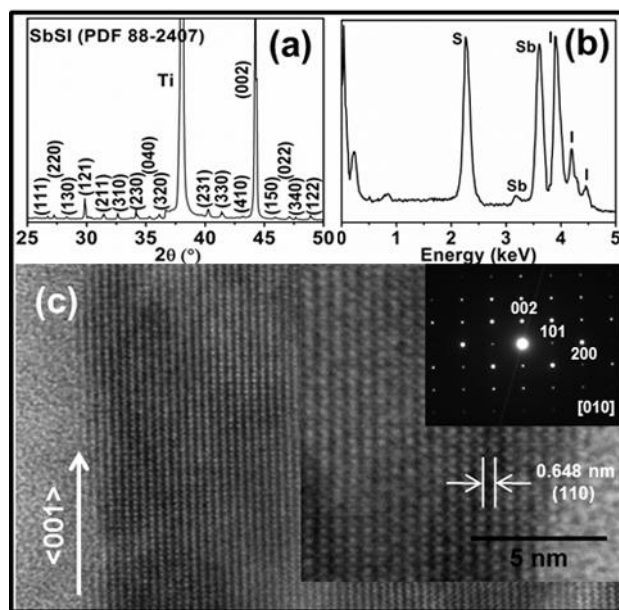 SbSI (PDF 88-2407)
(a)
Ti
(002)
(111)
(220)
(130)
(121)
(211)
(310)
(230)
(040)
(320)
(231)
(330)
(410)
(150)
(022)
(340)
(122)
25 30 35 40 45 50
2θ (°)
(b)
S
Sb
I
Sb
I
I
0 1 2 3 4 5
Energy (keV)
(c)
<001>
002
101
200
[010]
0.648 nm
(110)
5 nm